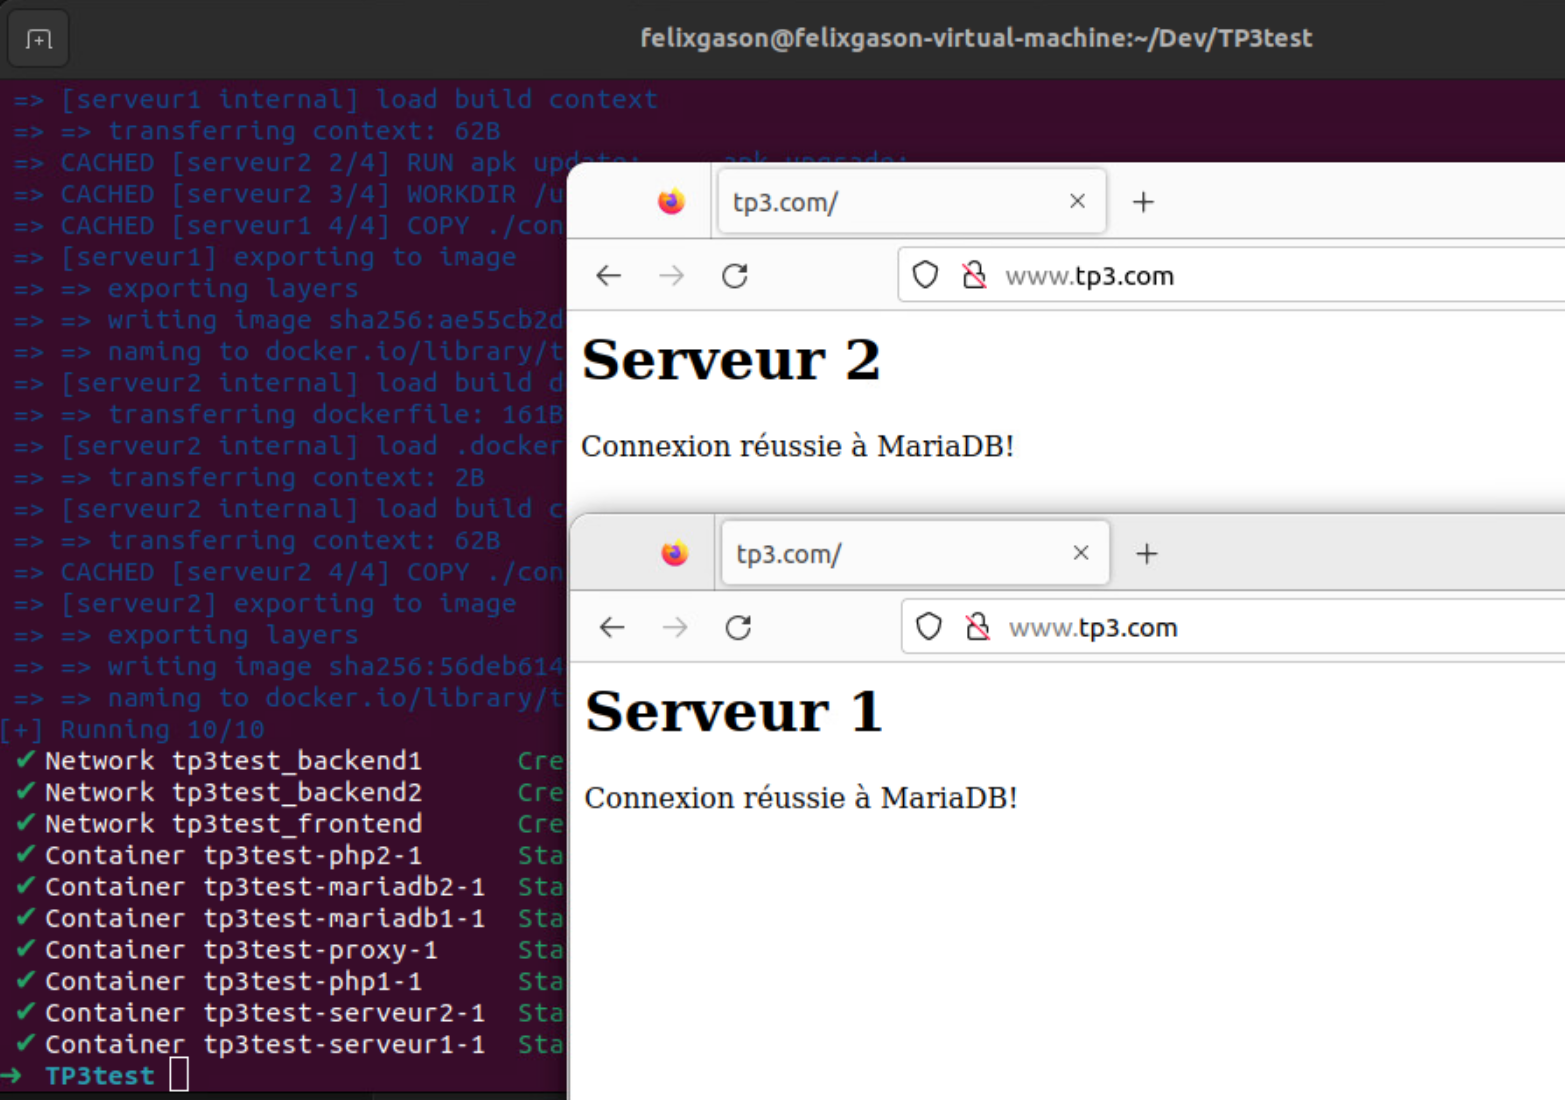 felixgason@felixgason-virtual-machine:~/Dev/TP3test
=> [serveur1 internal] load build context
=> => transferring context: 62B
=> CACHED [serveur2 2/4] RUN apk update; apk upgrade;
=> CACHED [serveur2 3/4] WORKDIR /u
=> CACHED [serveur1 4/4] COPY ./con
=> [serveur1] exporting to image
=> => exporting layers
=> => writing image sha256:ae55cb2d
=> => naming to docker.io/library/t
=> [serveur2 internal] load build d
=> => transferring dockerfile: 161B
=> [serveur2 internal] load .docker
=> => transferring context: 2B
=> [serveur2 internal] load build c
=> => transferring context: 62B
=> CACHED [serveur2 4/4] COPY ./con
=> [serveur2] exporting to image
=> => exporting layers
=> => writing image sha256:56deb614
=> => naming to docker.io/library/t
[+] Running 10/10
✔ Network tp3test_backend1 Cre
✔ Network tp3test_backend2 Cre
✔ Network tp3test_frontend Cre
✔ Container tp3test-php2-1 Sta
✔ Container tp3test-mariadb2-1 Sta
✔ Container tp3test-mariadb1-1 Sta
✔ Container tp3test-proxy-1 Sta
✔ Container tp3test-php1-1 Sta
✔ Container tp3test-serveur2-1 Sta
✔ Container tp3test-serveur1-1 Sta
➜ TP3test
tp3.com/
www.tp3.com
Serveur 2
Connexion réussie à MariaDB!
tp3.com/
www.tp3.com
Serveur 1
Connexion réussie à MariaDB!